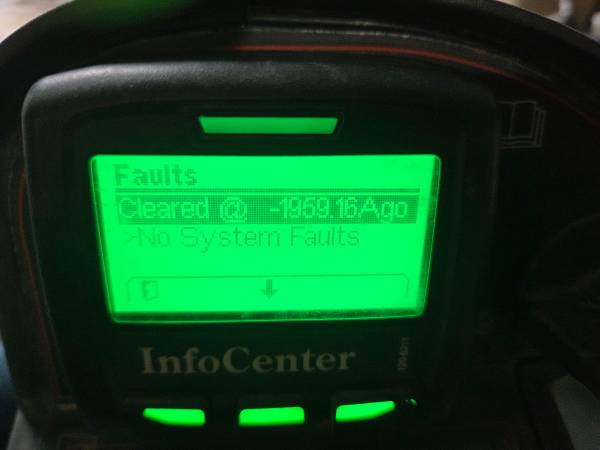 Faults
Cleared @ -1959.16Ago
>No System Faults
InfoCenter